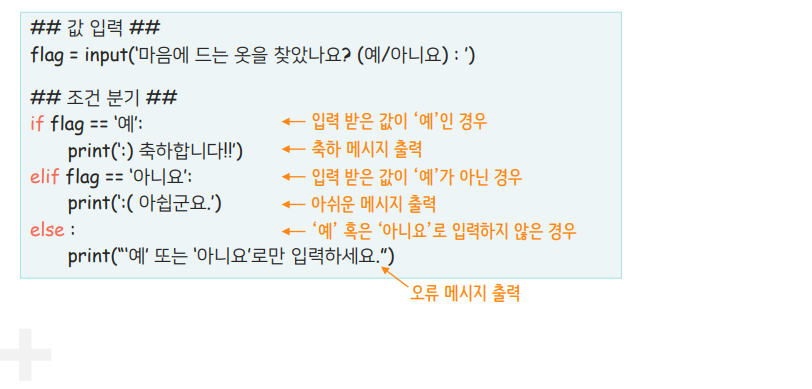 ## 값 입력 ##
flag = input(‘마음에 드는 옷을 찾았나요? (예/아니요) : ’)
## 조건 분기 ##
if flag == ‘예’: ← 입력 받은 값이 ‘예’인 경우
print(‘:) 축하합니다!!’) ← 축하 메시지 출력
elif flag == ‘아니요’: ← 입력 받은 값이 ‘예’가 아닌 경우
print(‘:( 아쉽군요.’) ← 아쉬운 메시지 출력
else : ← ‘예’ 혹은 ‘아니요’로 입력하지 않은 경우
print(“‘예’ 또는 ‘아니요’로만 입력하세요.”)
오류 메시지 출력